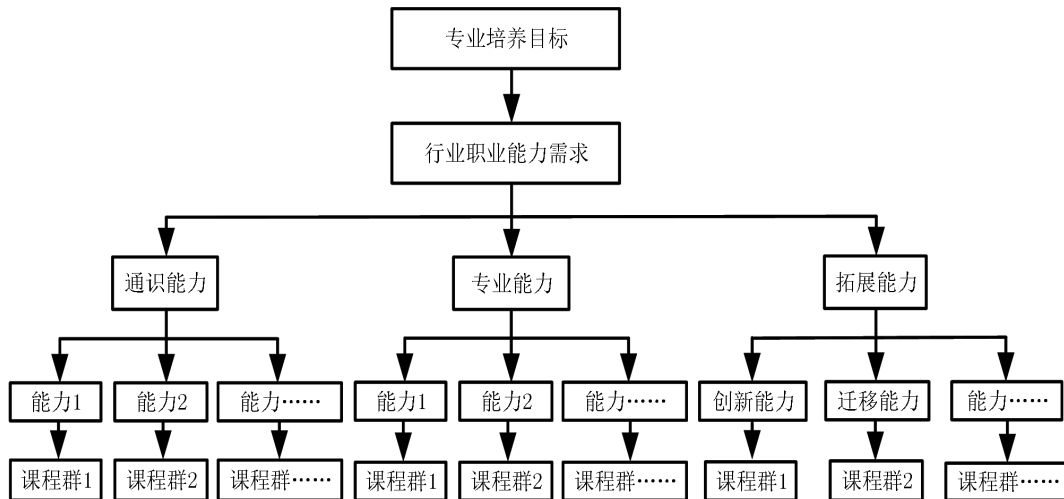 专业培养目标
行业职业能力需求
通识能力
专业能力
拓展能力
能力1
能力2
能力……
能力1
能力2
能力……
创新能力
迁移能力
能力……
课程群1
课程群2
课程群……
课程群1
课程群2
课程群……
课程群1
课程群2
课程群……